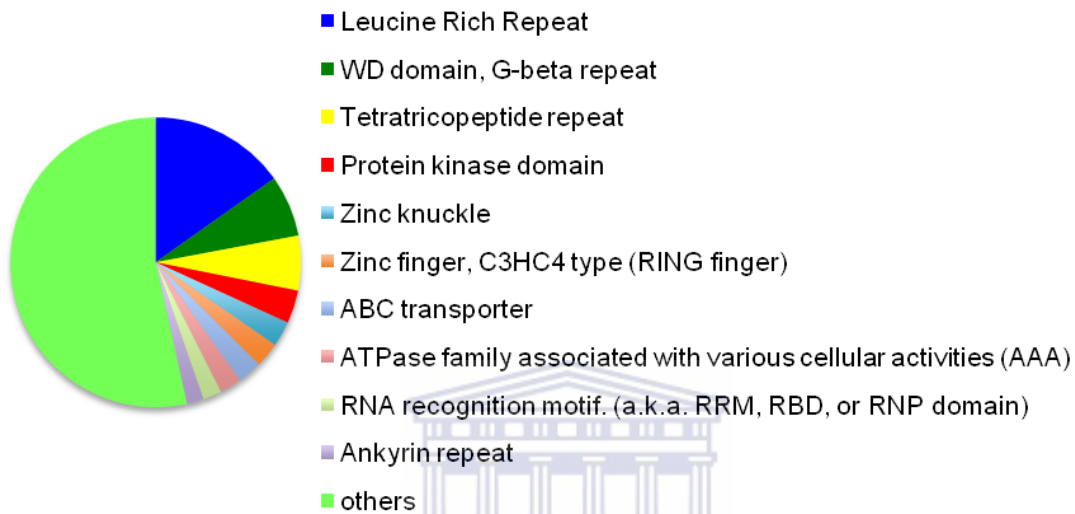 Leucine Rich Repeat
WD domain, G-beta repeat
Tetratricopeptide repeat
Protein kinase domain
Zinc knuckle
Zinc finger, C3HC4 type (RING finger)
ABC transporter
ATPase family associated with various cellular activities (AAA)
RNA recognition motif. (a.k.a. RRM, RBD, or RNP domain)
Ankyrin repeat
others